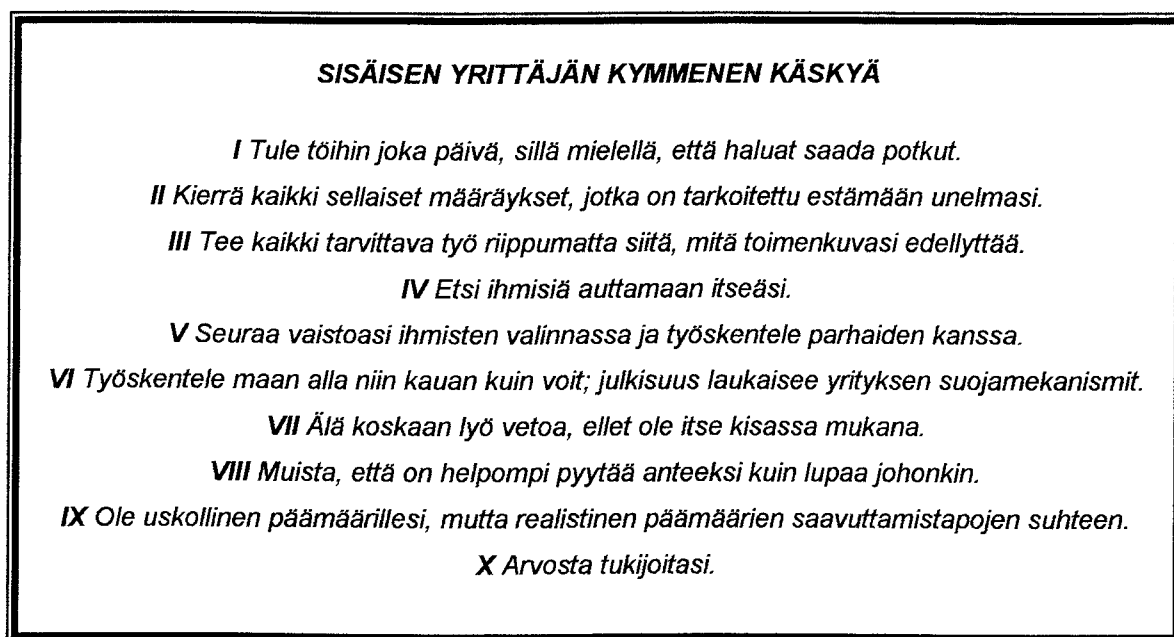 SISÄISEN YRITTÄJÄN KYMMENEN KÄSKYÄ
I Tule töihin joka päivä, sillä mielellä, että haluat saada potkut.
II Kierrä kaikki sellaiset määräykset, jotka on tarkoitettu estämään unelmasi.
III Tee kaikki tarvittava työ riippumatta siitä, mitä toimenkuvasi edellyttää.
IV Etsi ihmisiä auttamaan itseäsi.
V Seuraa vaistoasi ihmisten valinnassa ja työskentele parhaiden kanssa.
VI Työskentele maan alla niin kauan kuin voit; julkisuus laukaisee yrityksen suojamekanismit.
VII Älä koskaan lyö vetoa, ellet ole itse kisassa mukana.
VIII Muista, että on helpompi pyytää anteeksi kuin lupaa johonkin.
IX Ole uskollinen päämäärillesi, mutta realistinen päämäärien saavuttamistapojen suhteen.
X Arvosta tukijoitasi.